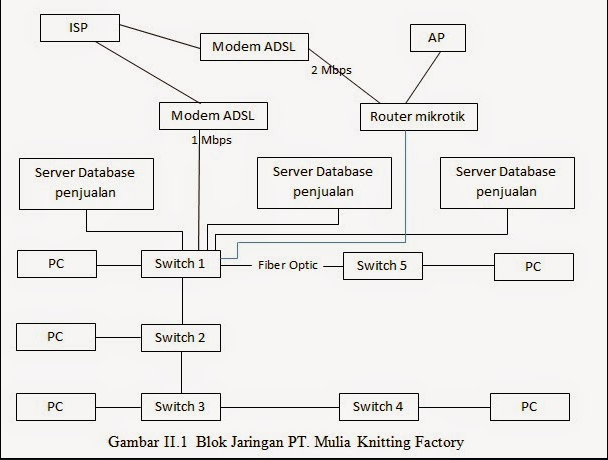 ISP
Modem ADSL
AP
2 Mbps
Modem ADSL
Router mikrotik
1 Mbps
Server Database
penjualan
Server Database
penjualan
Server Database
penjualan
PC
Switch 1
Fiber Optic
Switch 5
PC
PC
Switch 2
PC
Switch 3
Switch 4
PC
Gambar II.1 Blok Jaringan PT. Mulia Knitting Factory